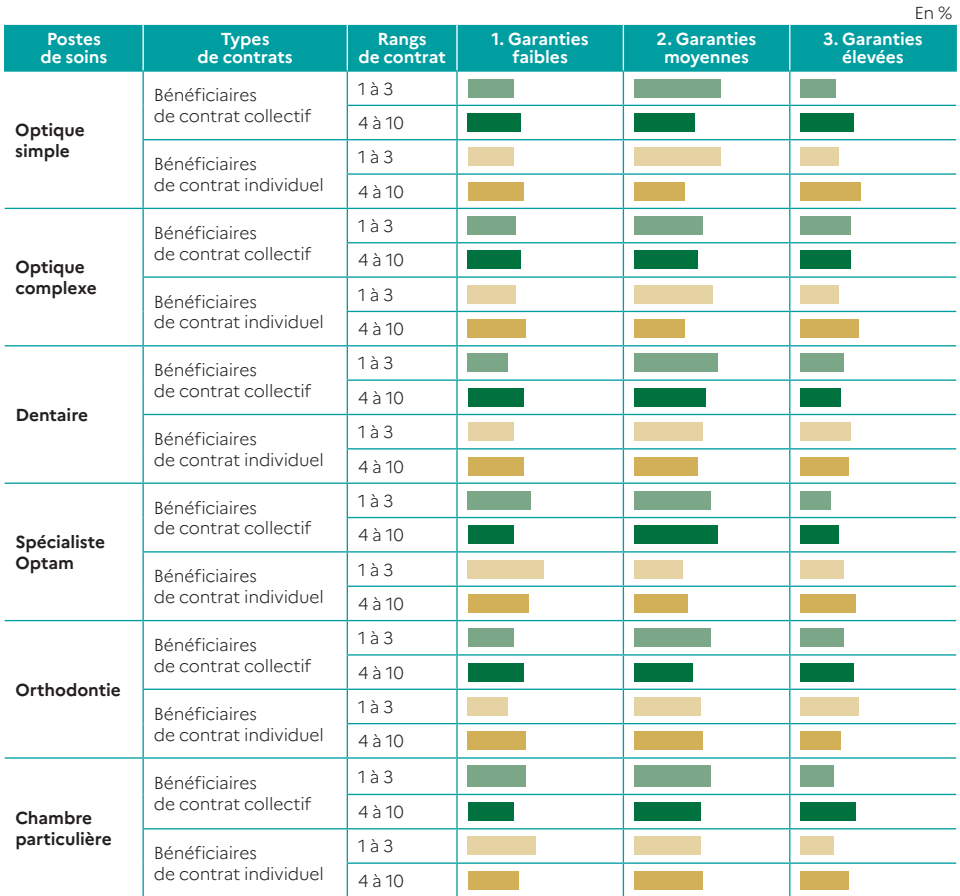 En %
Postes
de soins
Types
de contrats
Rangs
de contrat
1. Garanties
faibles
2. Garanties
moyennes
3. Garanties
élevées
Optique
simple
Bénéficiaires
de contrat collectif
1 à 3
4 à 10
Bénéficiaires
de contrat individuel
1 à 3
4 à 10
Optique
complexe
Bénéficiaires
de contrat collectif
1 à 3
4 à 10
Bénéficiaires
de contrat individuel
1 à 3
4 à 10
Dentaire
Bénéficiaires
de contrat collectif
1 à 3
4 à 10
Bénéficiaires
de contrat individuel
1 à 3
4 à 10
Spécialiste
Optam
Bénéficiaires
de contrat collectif
1 à 3
4 à 10
Bénéficiaires
de contrat individuel
1 à 3
4 à 10
Orthodontie
Bénéficiaires
de contrat collectif
1 à 3
4 à 10
Bénéficiaires
de contrat individuel
1 à 3
4 à 10
Chambre
particulière
Bénéficiaires
de contrat collectif
1 à 3
4 à 10
Bénéficiaires
de contrat individuel
1 à 3
4 à 10